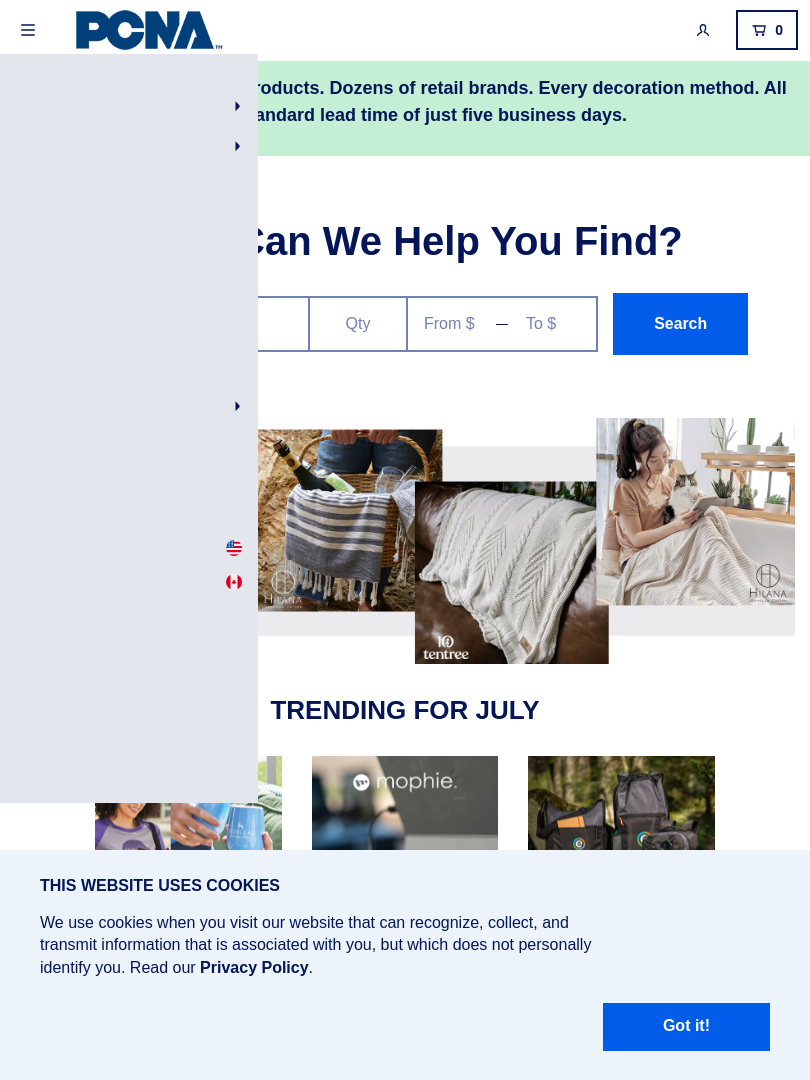 PCNA™
0
roducts. Dozens of retail brands. Every decoration method. All
andard lead time of just five business days.
Can We Help You Find?
Qty
From $
—
To $
Search
HILANA
HILANA
tentree
TRENDING FOR JULY
mophie.
THIS WEBSITE USES COOKIES
We use cookies when you visit our website that can recognize, collect, and
transmit information that is associated with you, but which does not personally
identify you. Read our Privacy Policy.
Got it!